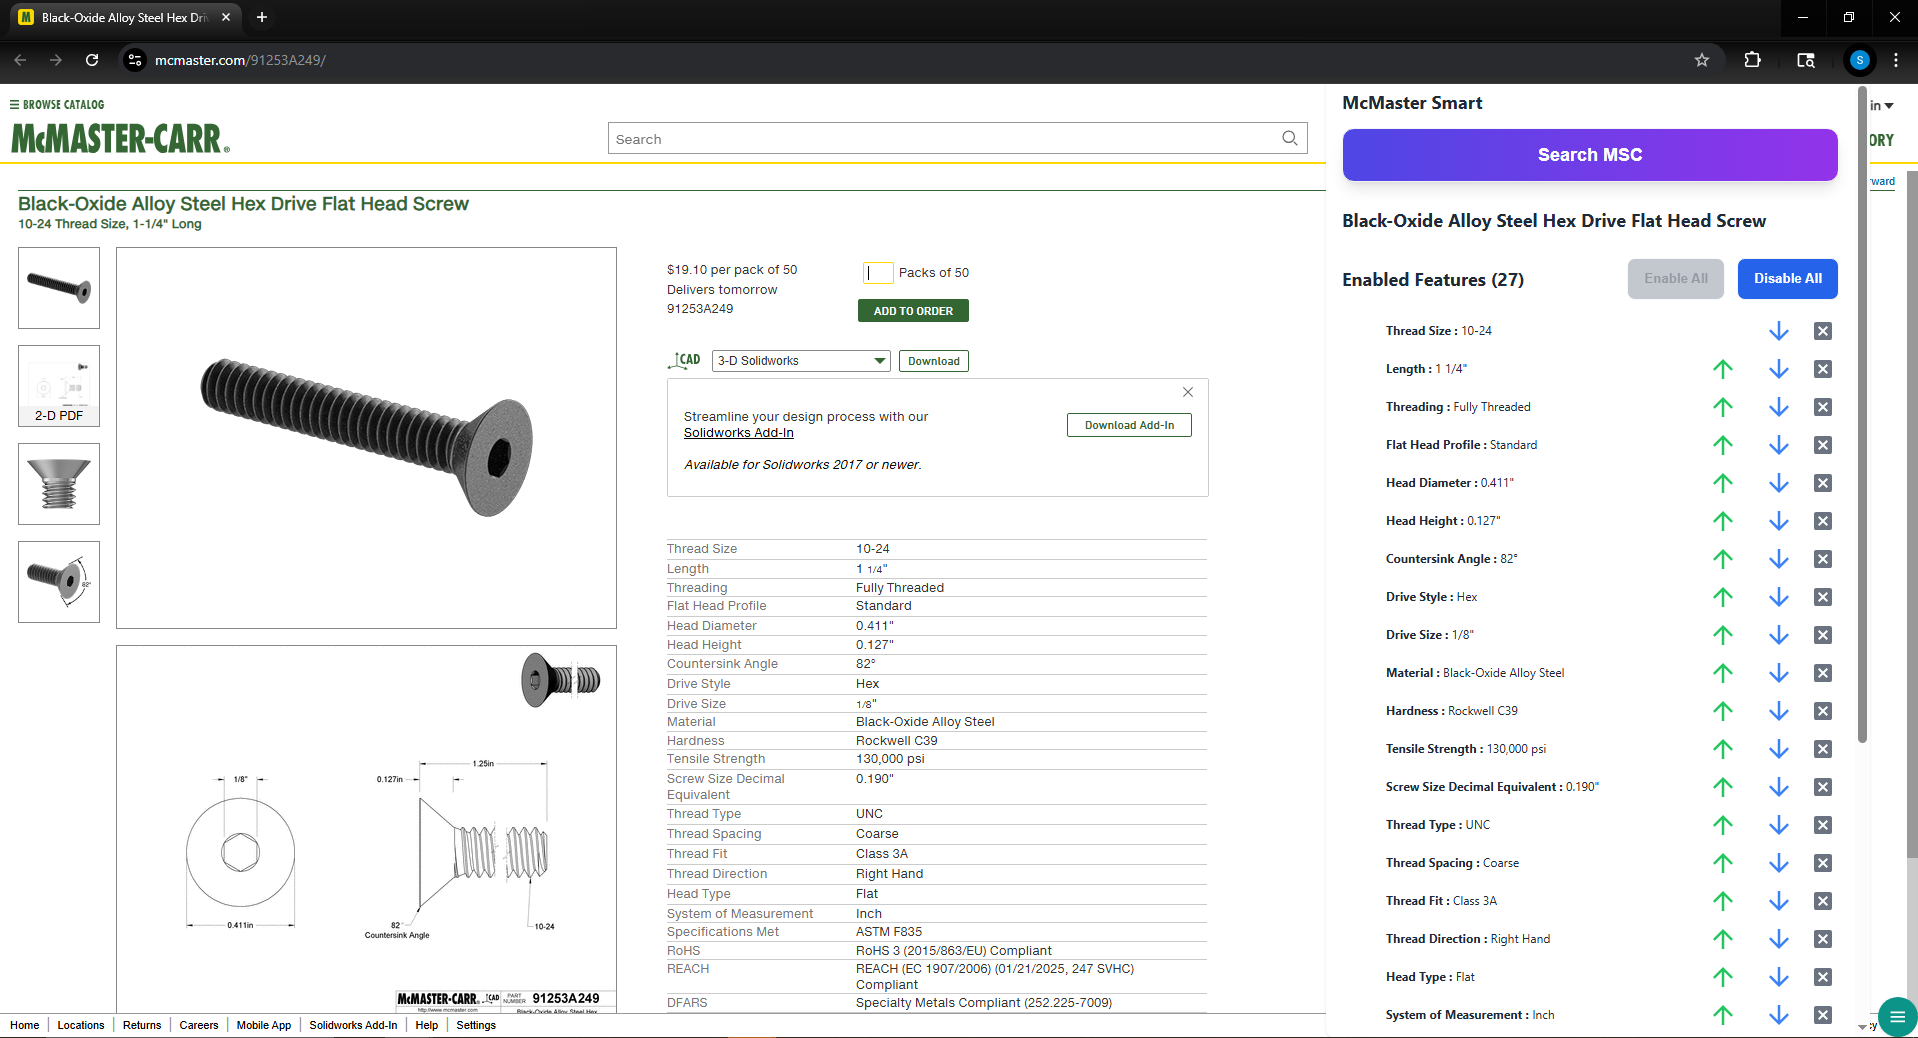 Black-Oxide Alloy Steel Hex Dri
mcmaster.com/91253A249/
BROWSE CATALOG
McMASTER-CARR®
Search
in
ORY
ward
Black-Oxide Alloy Steel Hex Drive Flat Head Screw
10-24 Thread Size, 1-1/4" Long
2-D PDF
82°
$19.10 per pack of 50
Delivers tomorrow
91253A249
Packs of 50
ADD TO ORDER
CAD
3-D Solidworks
Download
Streamline your design process with our
Solidworks Add-In
Available for Solidworks 2017 or newer.
Download Add-In
Thread Size 10-24
Length 1 1/4"
Threading Fully Threaded
Flat Head Profile Standard
Head Diameter 0.411"
Head Height 0.127"
Countersink Angle 82°
Drive Style Hex
Drive Size 1/8"
Material Black-Oxide Alloy Steel
Hardness Rockwell C39
Tensile Strength 130,000 psi
Screw Size Decimal Equivalent 0.190"
Thread Type UNC
Thread Spacing Coarse
Thread Fit Class 3A
Thread Direction Right Hand
Head Type Flat
System of Measurement Inch
Specifications Met ASTM F835
RoHS RoHS 3 (2015/863/EU) Compliant
REACH REACH (EC 1907/2006) (01/21/2025, 247 SVHC)
Compliant
DFARS Specialty Metals Compliant (252.225-7009)
1/8"
0.411in
0.127in
1.25in
82°
Countersink Angle
10-24
McMASTER-CARR® CAD PART NUMBER 91253A249
http://www.mcmaster.com
Black-Oxide Alloy Steel Hex
Home
Locations
Returns
Careers
Mobile App
Solidworks Add-In
Help
Settings
McMaster Smart
Search MSC
Black-Oxide Alloy Steel Hex Drive Flat Head Screw
Enabled Features (27)
Enable All
Disable All
Thread Size : 10-24
Length : 1 1/4"
Threading : Fully Threaded
Flat Head Profile : Standard
Head Diameter : 0.411"
Head Height : 0.127"
Countersink Angle : 82°
Drive Style : Hex
Drive Size : 1/8"
Material : Black-Oxide Alloy Steel
Hardness : Rockwell C39
Tensile Strength : 130,000 psi
Screw Size Decimal Equivalent : 0.190"
Thread Type : UNC
Thread Spacing : Coarse
Thread Fit : Class 3A
Thread Direction : Right Hand
Head Type : Flat
System of Measurement : Inch